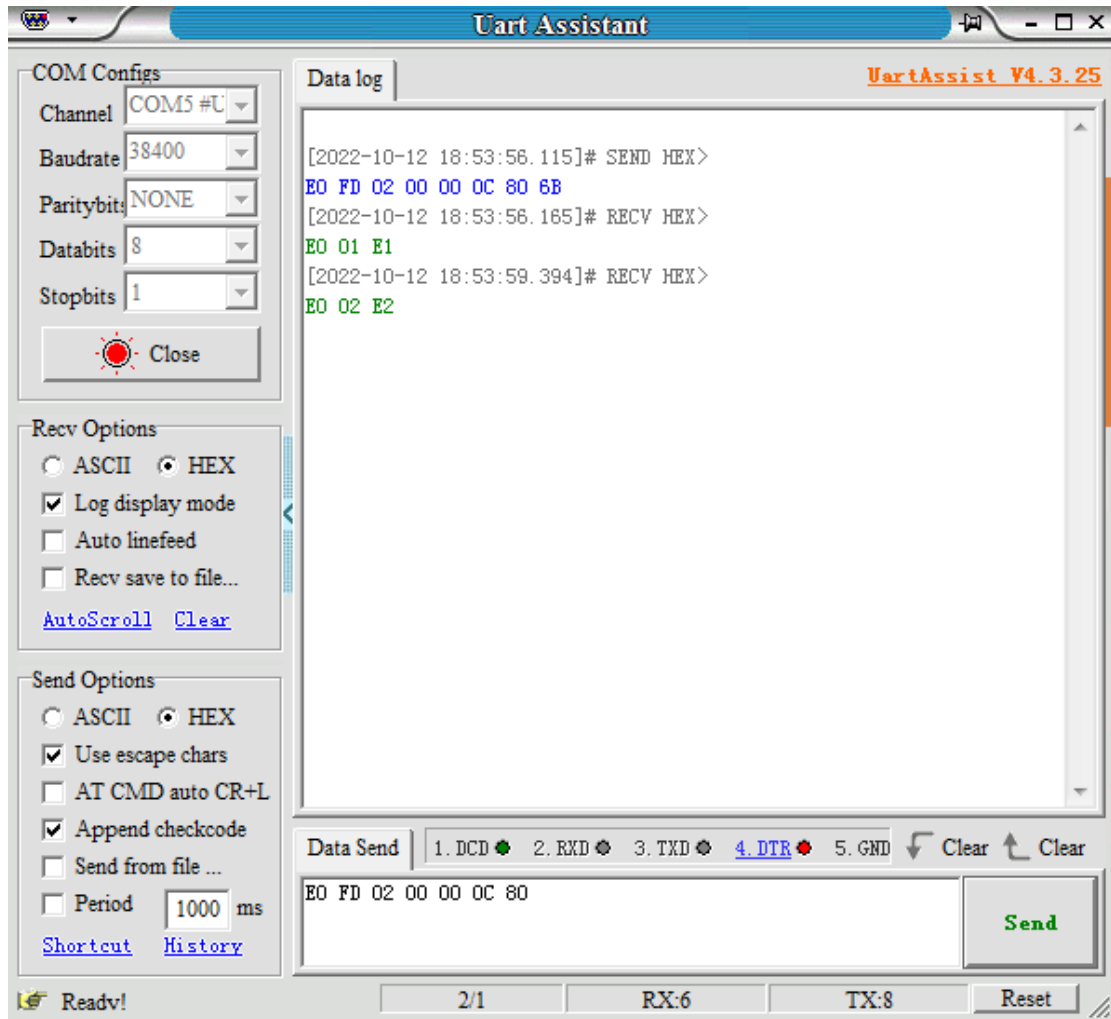 Uart Assistant
COM Configs
Channel COM5 #U
Baudrate 38400
Paritybits NONE
Databits 8
Stopbits 1
Close
Recv Options
ASCII HEX
Log display mode
Auto linefeed
Recv save to file...
AutoScroll Clear
Send Options
ASCII HEX
Use escape chars
AT CMD auto CR+L
Append checkcode
Send from file ...
Period 1000 ms
Shortcut History
Data log UartAssist V4.3.25
[2022-10-12 18:53:56.115]# SEND HEX>
E0 FD 02 00 00 0C 80 6B
[2022-10-12 18:53:56.165]# RECV HEX>
E0 01 E1
[2022-10-12 18:53:59.394]# RECV HEX>
E0 02 E2
Data Send 1.DCD 2.RXD 3.TXD 4.DTR 5.GND Clear Clear
E0 FD 02 00 00 0C 80
Send
Ready! 2/1 RX:6 TX:8 Reset